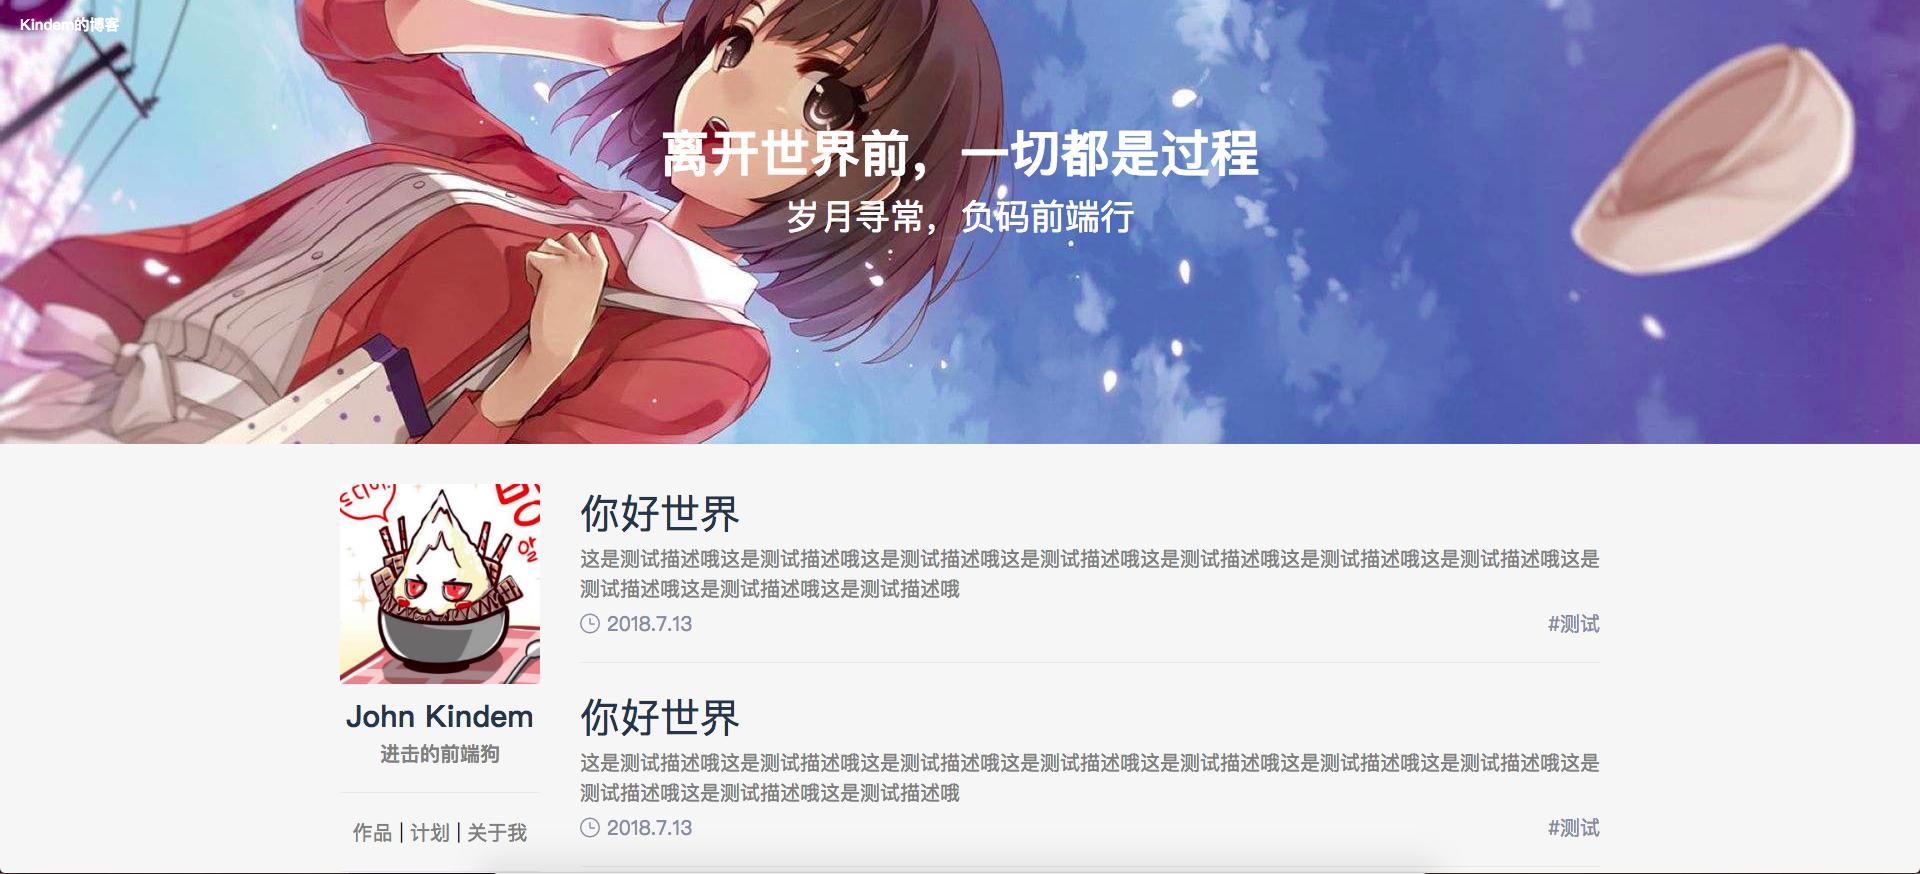 Kindem的博客
离开世界前，一切都是过程
岁月寻常，负码前端行
John Kindem
进击的前端狗
作品 | 计划 | 关于我
你好世界
这是测试描述哦这是测试描述哦这是测试描述哦这是测试描述哦这是测试描述哦这是测试描述哦这是测试描述哦这是
测试描述哦这是测试描述哦这是测试描述哦
2018.7.13
#测试
你好世界
这是测试描述哦这是测试描述哦这是测试描述哦这是测试描述哦这是测试描述哦这是测试描述哦这是测试描述哦这是
测试描述哦这是测试描述哦这是测试描述哦
2018.7.13
#测试